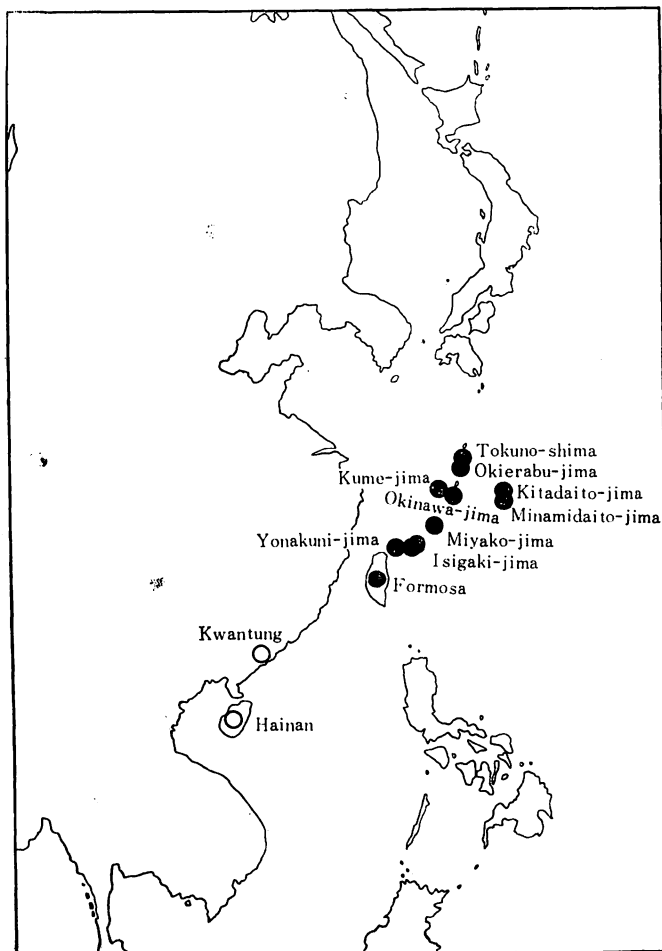 Tokuno-shima
Okierabu-jima
Kume-jima
Kitadaito-jima
Okinawa-jima
Minamidaito-jima
Yonakuni-jima
Miyako-jima
Isigaki-jima
Formosa
Kwantung
Hainan